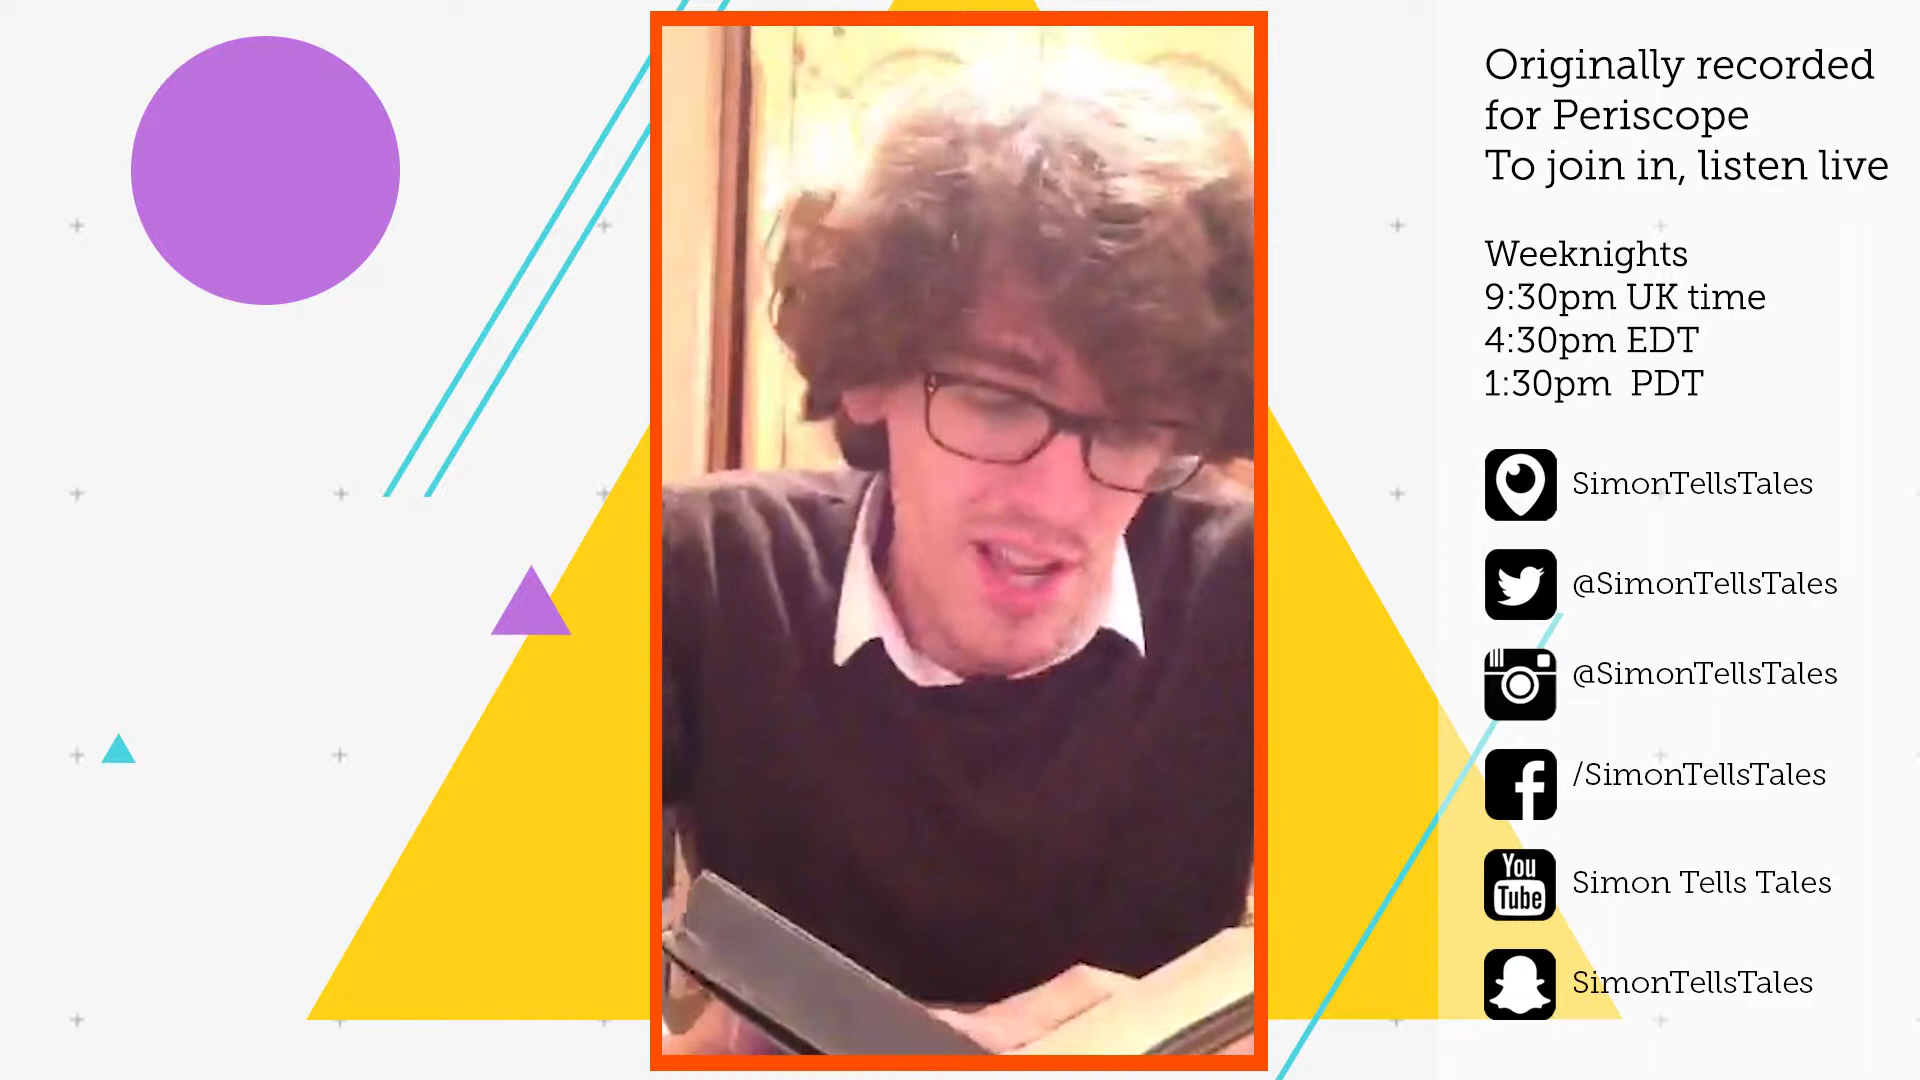 Originally recorded
for Periscope
To join in, listen live
Weeknights
9:30pm UK time
4:30pm EDT
1:30pm PDT
SimonTellsTales
@SimonTellsTales
@SimonTellsTales
/SimonTellsTales
You
Tube
Simon Tells Tales
SimonTellsTales